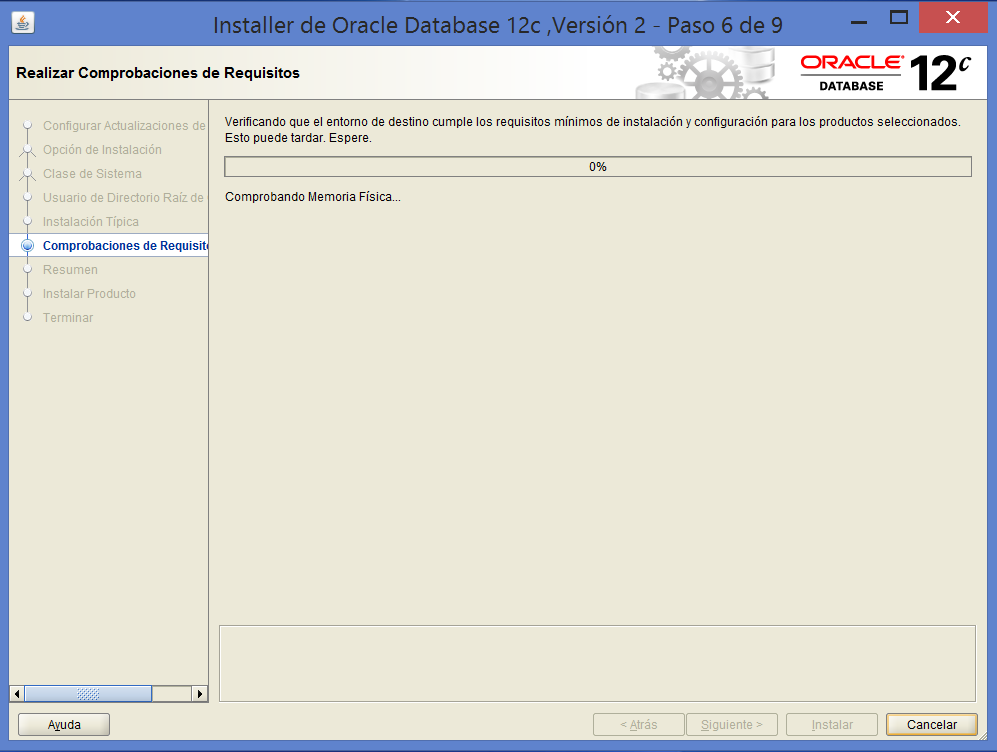 Installer de Oracle Database 12c ,Versión 2 - Paso 6 de 9
Realizar Comprobaciones de Requisitos
ORACLE
DATABASE
12c
Configurar Actualizaciones de
Opción de Instalación
Clase de Sistema
Usuario de Directorio Raíz de
Instalación Típica
Comprobaciones de Requisito
Resumen
Instalar Producto
Terminar
Verificando que el entorno de destino cumple los requisitos mínimos de instalación y configuración para los productos seleccionados.
Esto puede tardar. Espere.
0%
Comprobando Memoria Física...
Ayuda
< Atrás
Siguiente >
Instalar
Cancelar